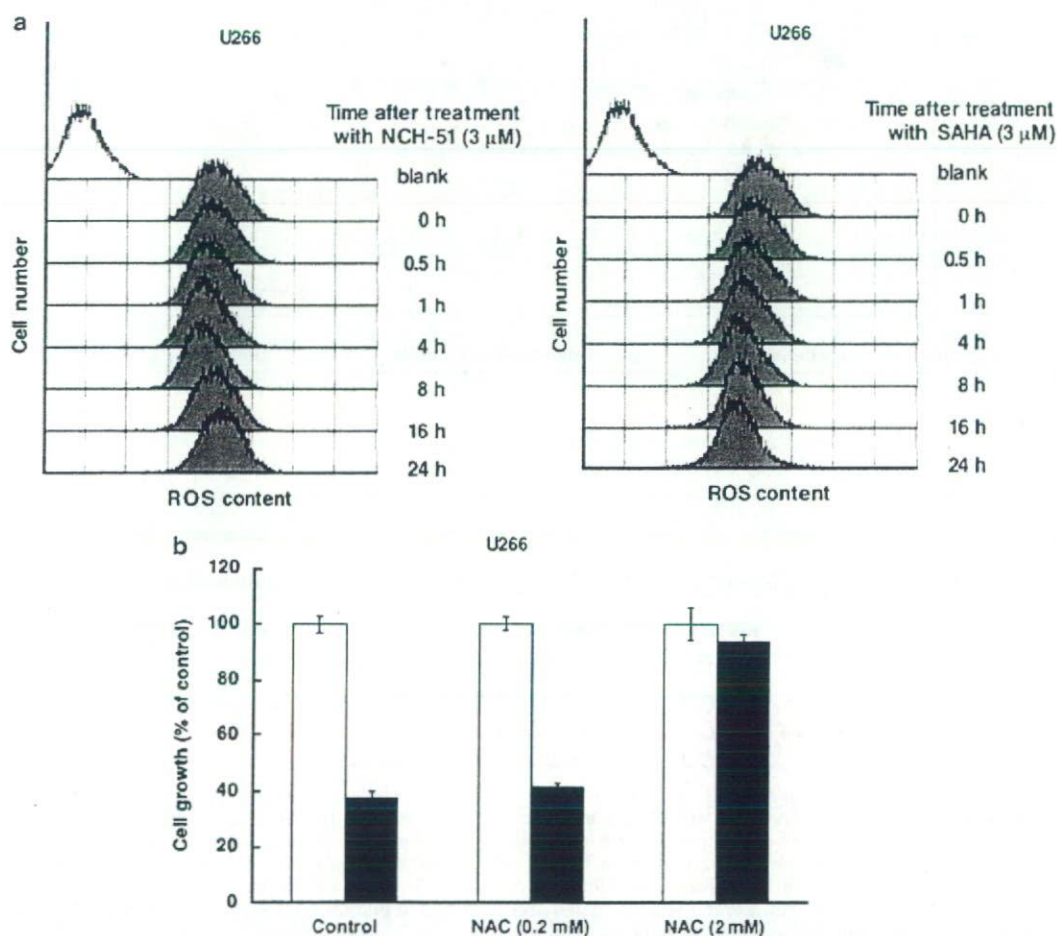 a
U266
Time after treatment
with NCH-51 (3 µM)
blank
0 h
0.5 h
1 h
4 h
8 h
16 h
24 h
Cell number
ROS content
U266
Time after treatment
with SAHA (3 µM)
blank
0 h
0.5 h
1 h
4 h
8 h
16 h
24 h
Cell number
ROS content
b
U266
Cell growth (% of control)
120
100
80
60
40
20
0
Control
NAC (0.2 mM)
NAC (2 mM)